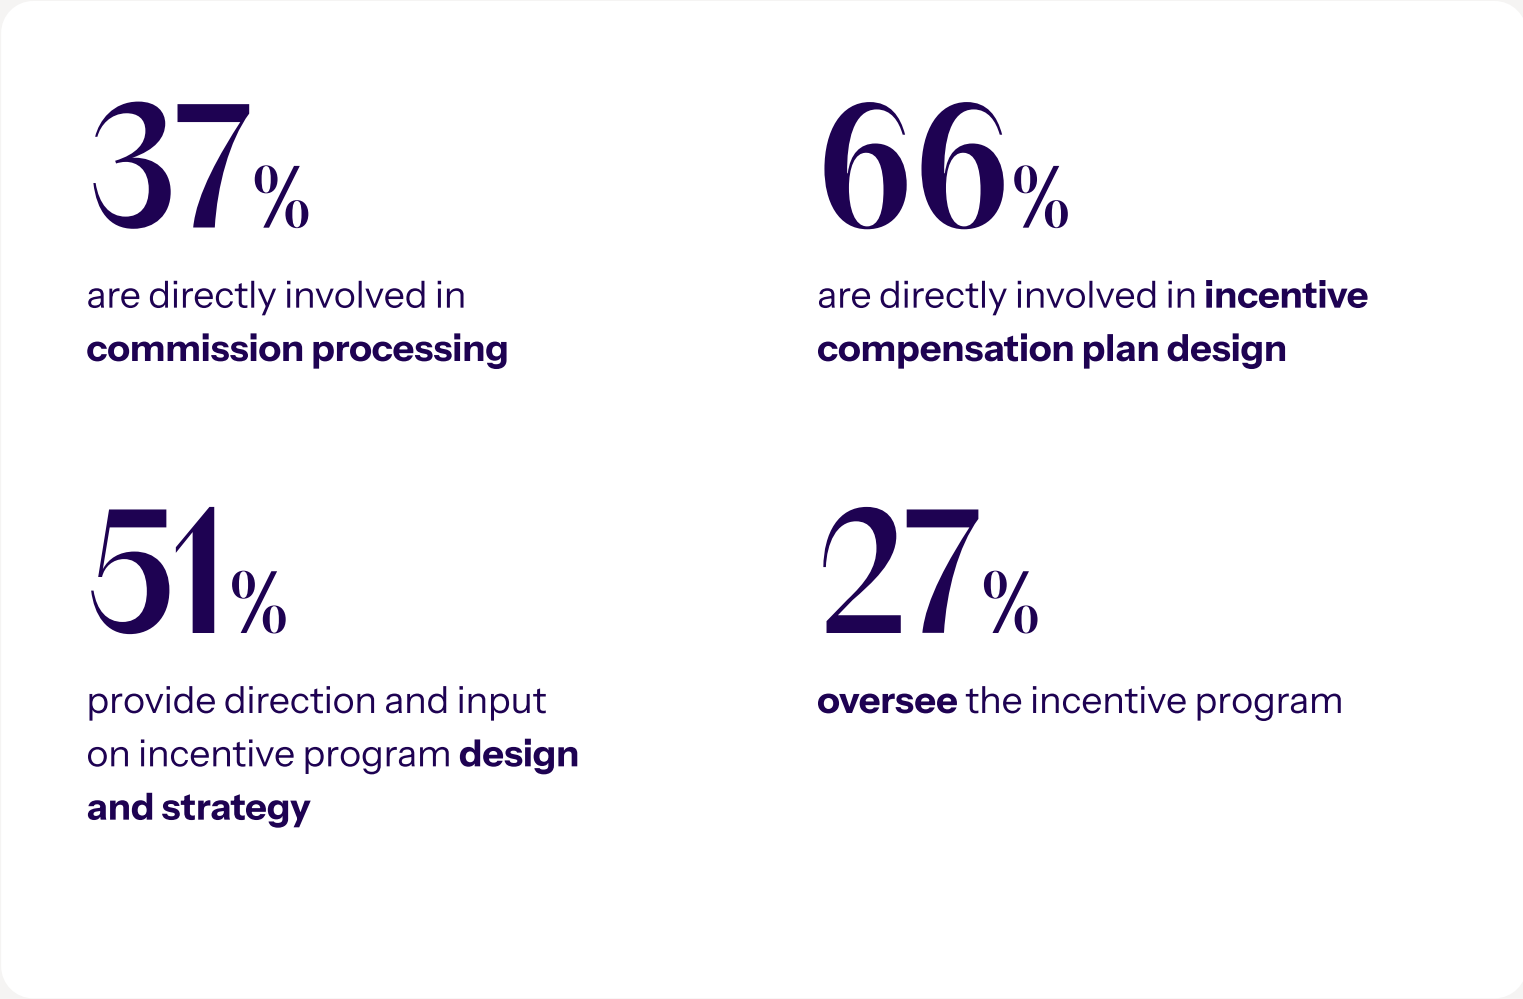 37%
are directly involved in
commission processing
66%
are directly involved in incentive
compensation plan design
51%
provide direction and input
on incentive program design
and strategy
27%
oversee the incentive program